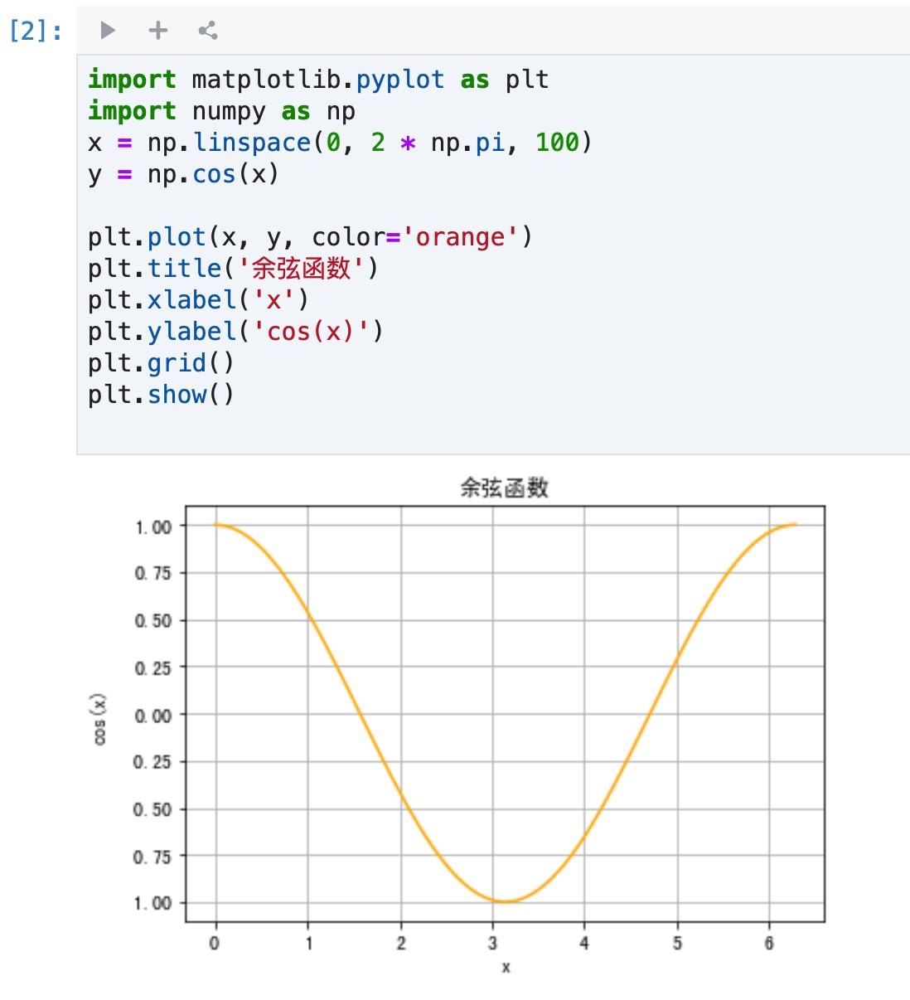 [2]:
import matplotlib.pyplot as plt
import numpy as np
x = np.linspace(0, 2 * np.pi, 100)
y = np.cos(x)
plt.plot(x, y, color='orange')
plt.title('余弦函数')
plt.xlabel('x')
plt.ylabel('cos(x)')
plt.grid()
plt.show()
余弦函数
1.00
0.75
0.50
0.25
0.00
0.25
0.50
0.75
1.00
cos(x)
0 1 2 3 4 5 6
x